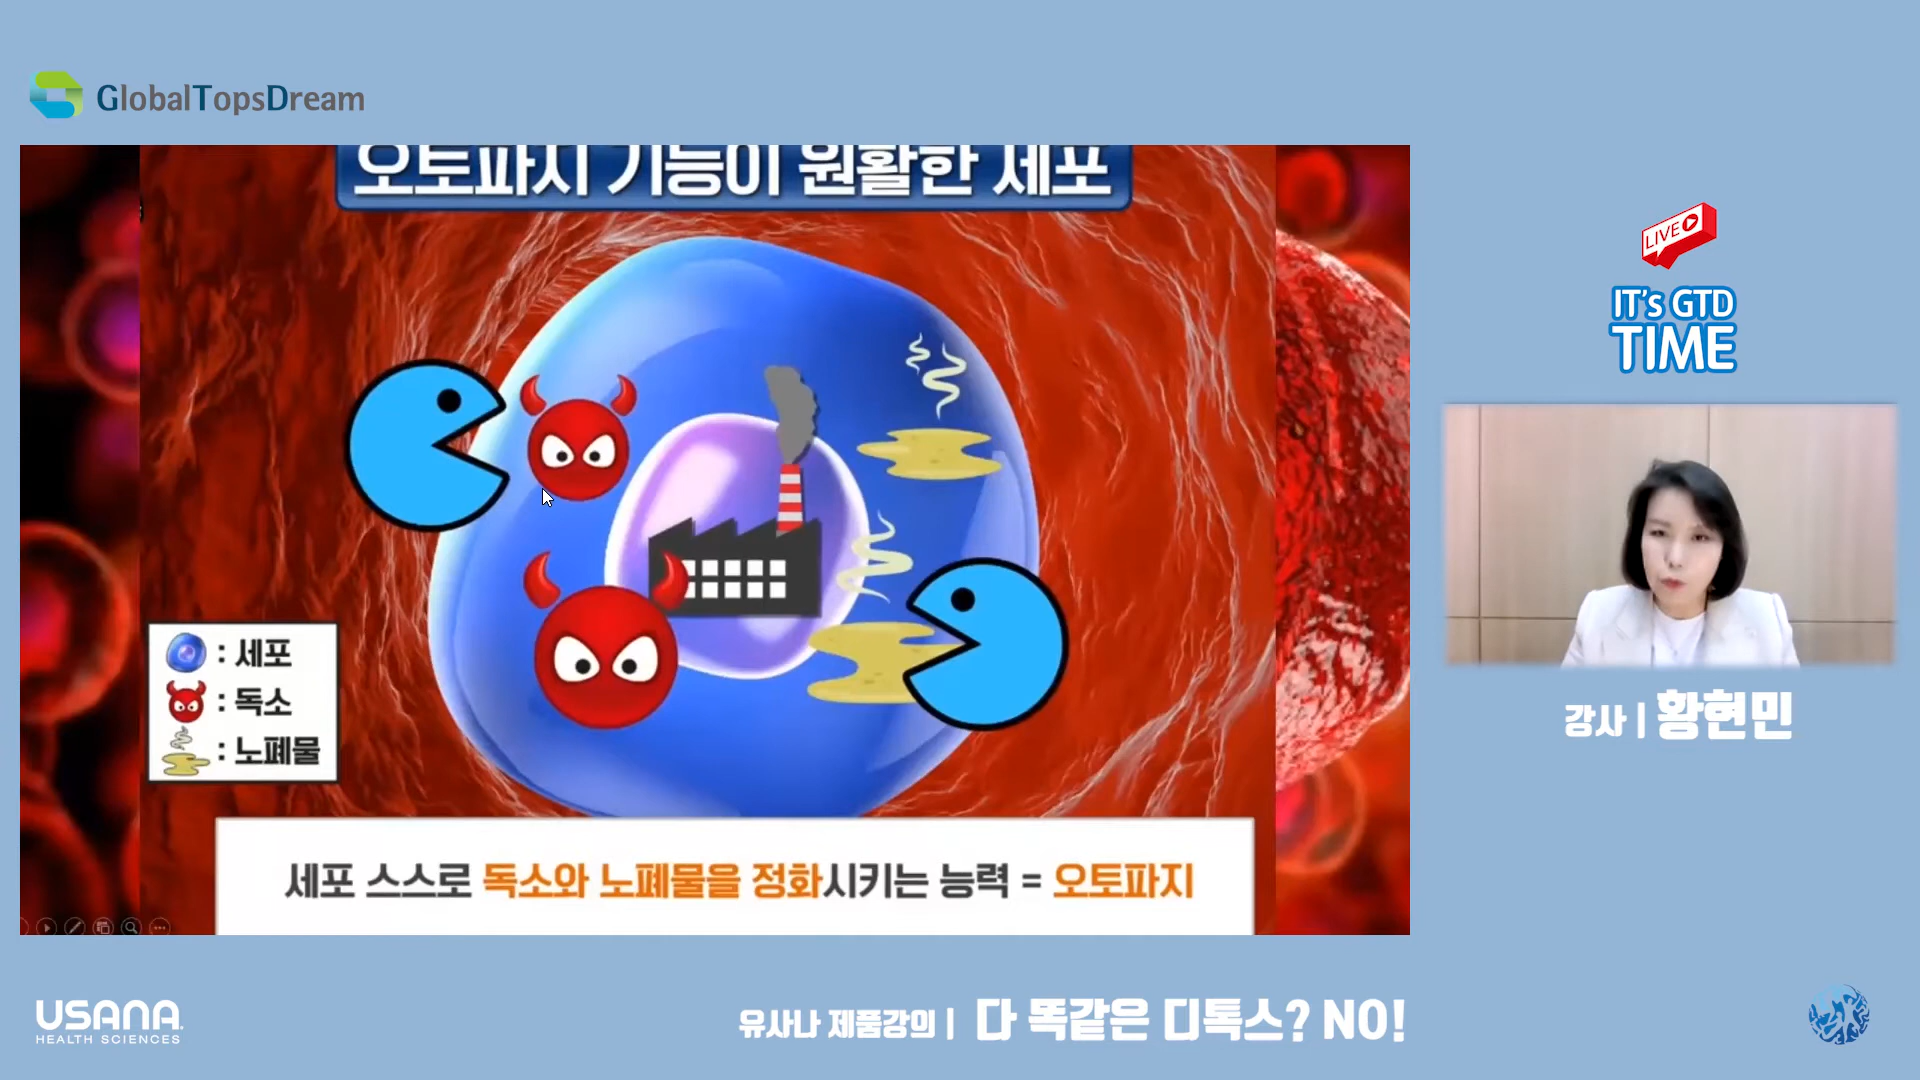 GlobalTopsDream
오토파지 기능이 원활한 세포
LIVE
IT's GTD
TIME
: 세포
: 독소
: 노폐물
강사 | 황현민
세포 스스로 독소와 노폐물을 정화시키는 능력 = 오토파지
USANA
HEALTH SCIENCES
유사나 제품강의 | 다 똑같은 디톡스? NO!